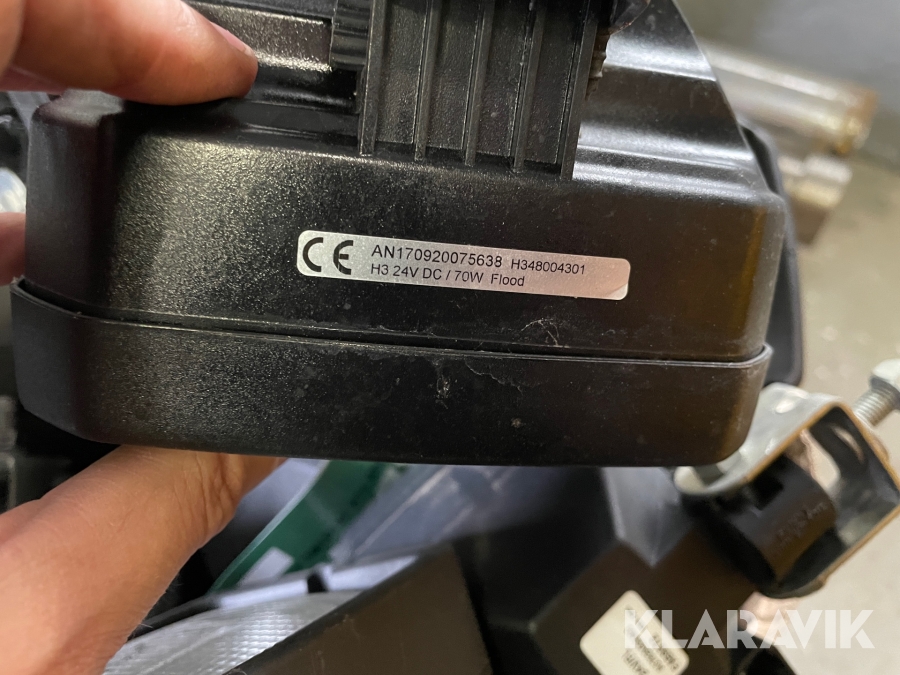 CE AN170920075638 H348004301
H3 24V DC / 70W Flood
KLARAVIK